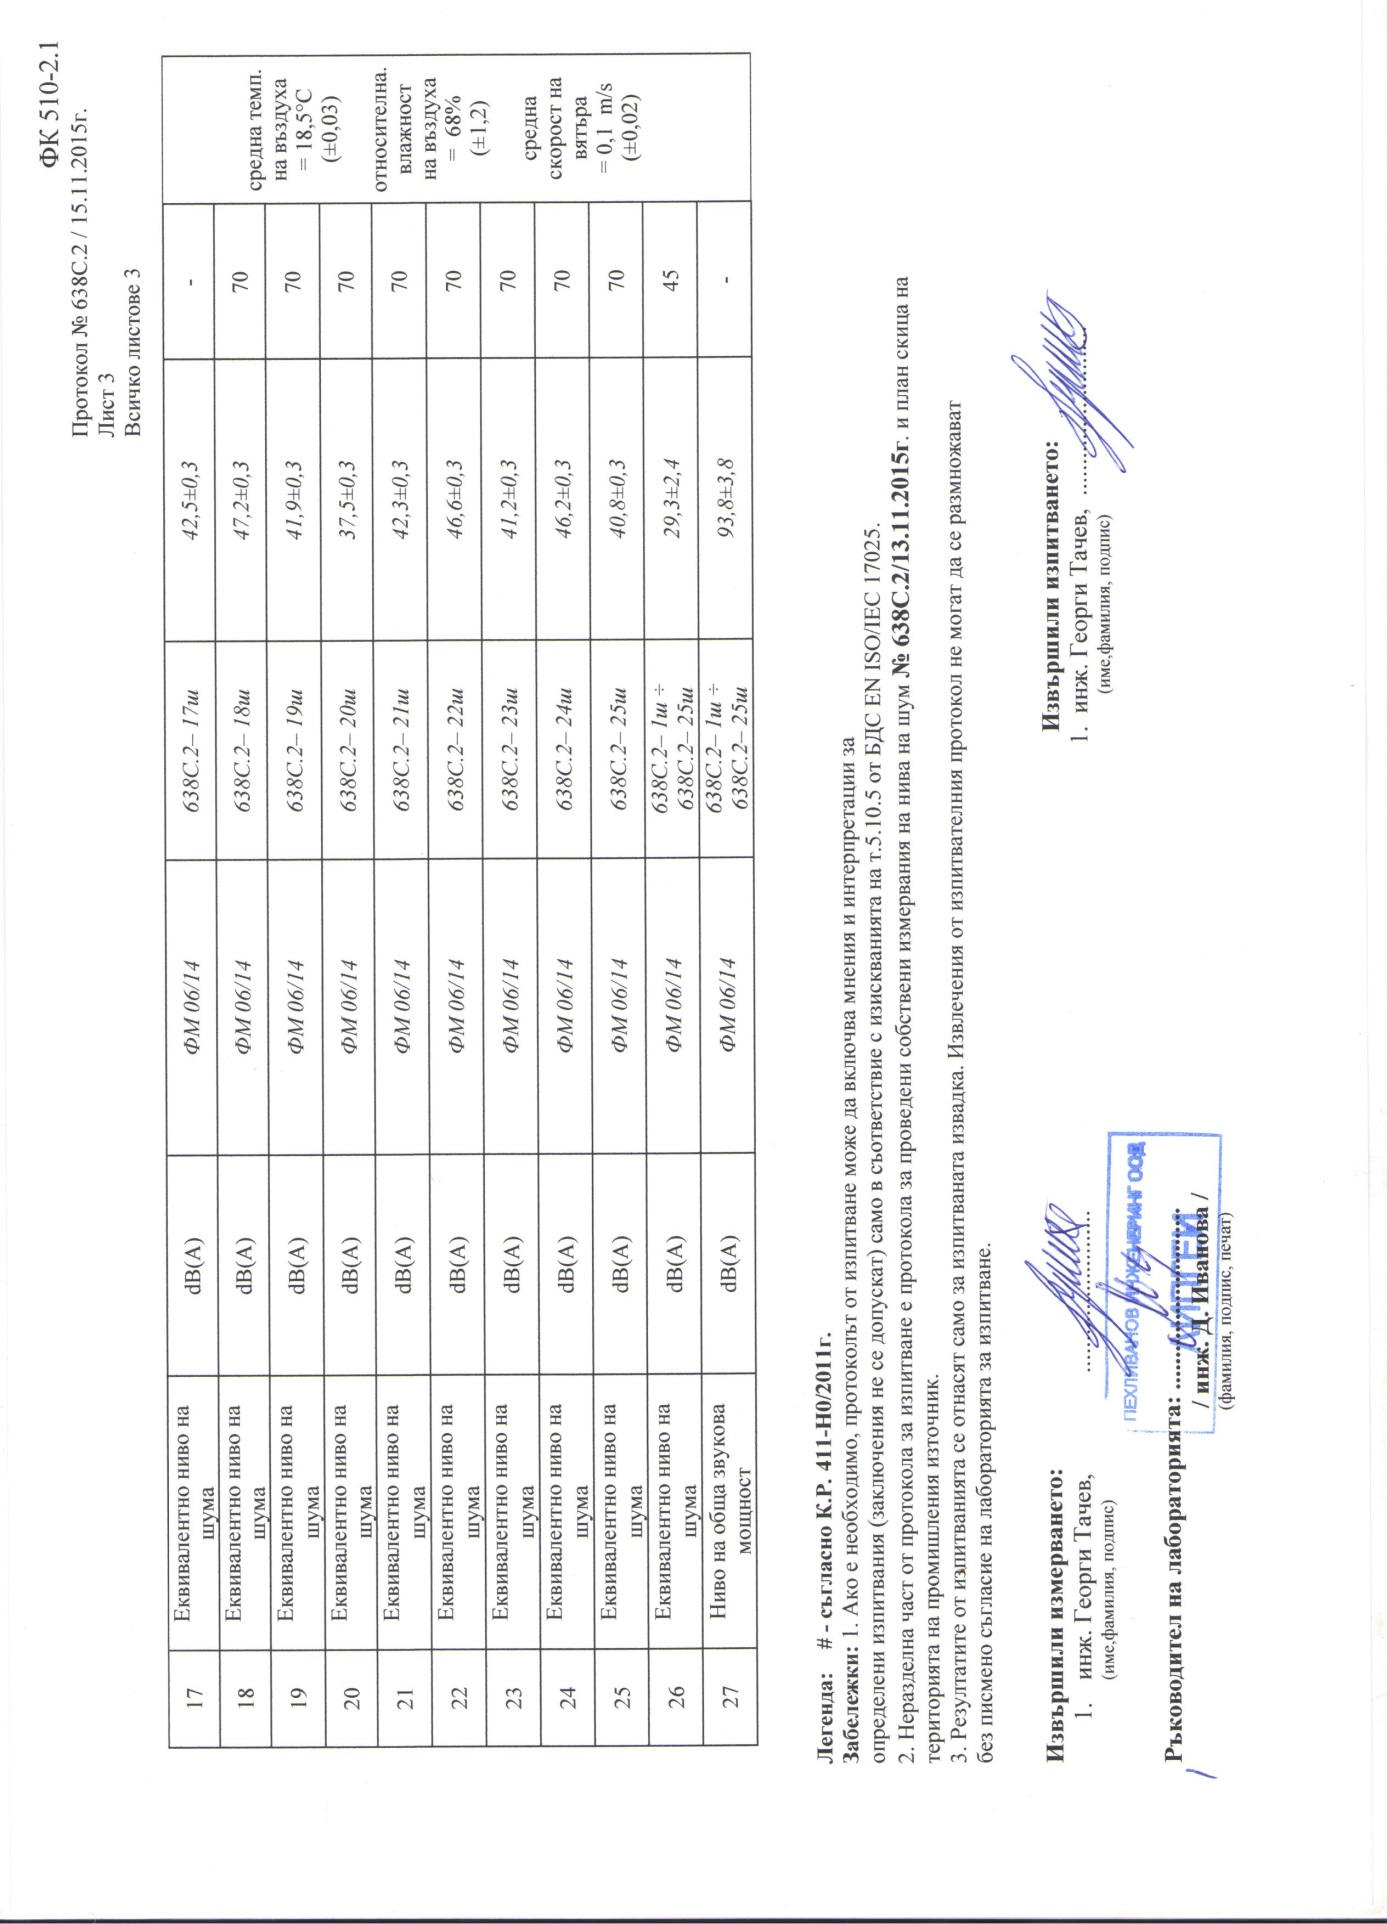 ФК 510-2.1
Протокол № 638С.2 / 15.11.2015г.
Лист 3
Всичко листове 3
17 Еквивалентно ниво на шума dB(A) ФМ 06/14 638С.2– 17ш 42,5±0,3 -
18 Еквивалентно ниво на шума dB(A) ФМ 06/14 638С.2– 18ш 47,2±0,3 70
19 Еквивалентно ниво на шума dB(A) ФМ 06/14 638С.2– 19ш 41,9±0,3 70
20 Еквивалентно ниво на шума dB(A) ФМ 06/14 638С.2– 20ш 37,5±0,3 70
21 Еквивалентно ниво на шума dB(A) ФМ 06/14 638С.2– 21ш 42,3±0,3 70
22 Еквивалентно ниво на шума dB(A) ФМ 06/14 638С.2– 22ш 46,6±0,3 70
23 Еквивалентно ниво на шума dB(A) ФМ 06/14 638С.2– 23ш 41,2±0,3 70
24 Еквивалентно ниво на шума dB(A) ФМ 06/14 638С.2– 24ш 46,2±0,3 70
25 Еквивалентно ниво на шума dB(A) ФМ 06/14 638С.2– 25ш 40,8±0,3 70
26 Еквивалентно ниво на шума dB(A) ФМ 06/14 638С.2– 1ш ÷ 638С.2– 25ш 29,3±2,4 45
27 Ниво на обща звукова мощност dB(A) ФМ 06/14 638С.2– 1ш ÷ 638С.2– 25ш 93,8±3,8 -
средна темп.
на въздуха
= 18,5°С
(±0,03)
относителна.
влажност
на въздуха
= 68%
(±1,2)
средна
скорост на
вятъра
= 0,1 m/s
(±0,02)
Легенда: # - съгласно К.Р. 411-Н0/2011г.
Забележки: 1. Ако е необходимо, протоколът от изпитване може да включва мнения и интерпретации за
определени изпитвания (заключения не се допускат) само в съответствие с изискванията на т.5.10.5 от БДС EN ISO/IEC 17025.
2. Неразделна част от протокола за изпитване е протокола за проведени собствени измервания на нива на шум № 638С.2/13.11.2015г. и план скица на
територията на промишления източник.
3. Резултатите от изпитванията се отнасят само за изпитваната извадка. Извлечения от изпитвателния протокол не могат да се размножават
без писмено съгласие на лабораторията за изпитване.
Извършили измерването:
1. инж. Георги Тачев, ........................
(име,фамилия, подпис)
Извършили изпитването:
1. инж. Георги Тачев, ........................
(име,фамилия, подпис)
Ръководител на лабораторията: ........................
/ инж. Д. Иванова /
(фамилия, подпис, печат)
ПЕХЛИВАНОВ ИНЖЕНЕРИНГ ООД